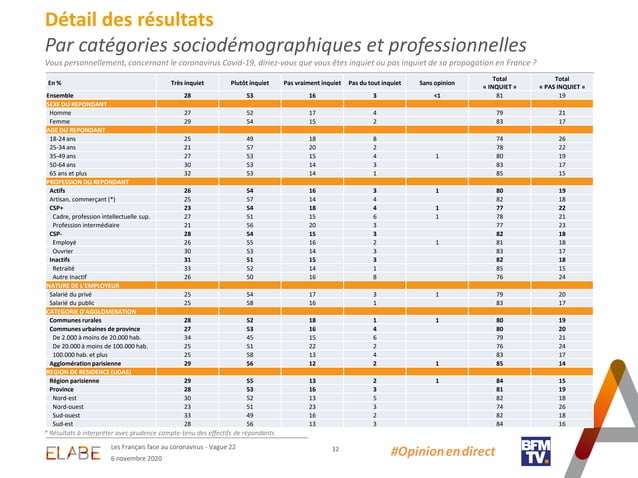 Détail des résultats
Par catégories sociodémographiques et professionnelles
Vous personnellement, concernant le coronavirus Covid-19, diriez-vous que vous êtes inquiet ou pas inquiet de sa propagation en France ?
En % Très inquiet Plutôt inquiet Pas vraiment inquiet Pas du tout inquiet Sans opinion Total « INQUIET » Total « PAS INQUIET »
Ensemble 28 53 16 3 <1 81 19
SEXE DU REPONDANT
Homme 27 52 17 4 79 21
Femme 29 54 15 2 83 17
AGE DU REPONDANT
18-24 ans 25 49 18 8 74 26
25-34 ans 21 57 20 2 78 22
35-49 ans 27 53 15 4 1 80 19
50-64 ans 30 53 14 3 83 17
65 ans et plus 32 53 14 1 85 15
PROFESSION DU REPONDANT
Actifs 26 54 16 3 1 80 19
Artisan, commerçant (*) 25 57 14 4 82 18
CSP+ 23 54 18 4 1 77 22
Cadre, profession intellectuelle sup. 27 51 15 6 1 78 21
Profession intermédiaire 21 56 20 3 77 23
CSP- 28 54 15 3 82 18
Employé 26 55 16 2 1 81 18
Ouvrier 30 53 14 3 83 17
Inactifs 31 51 15 3 82 18
Retraité 33 52 14 1 85 15
Autre Inactif 26 50 16 8 76 24
NATURE DE L'EMPLOYEUR
Salarié du privé 25 54 17 3 1 79 20
Salarié du public 25 58 16 1 83 17
CATEGORIE D'AGGLOMERATION
Communes rurales 28 52 18 1 1 80 19
Communes urbaines de province 27 53 16 4 80 20
De 2.000 à moins de 20.000 hab. 34 45 15 6 79 21
De 20.000 à moins de 100.000 hab. 25 51 22 2 76 24
100.000 hab. et plus 25 58 13 4 83 17
Agglomération parisienne 29 56 12 2 1 85 14
REGION DE RESIDENCE (UDA5)
Région parisienne 29 55 13 2 1 84 15
Province 28 53 16 3 81 19
Nord-est 30 52 13 5 82 18
Nord-ouest 23 51 23 3 74 26
Sud-ouest 33 49 16 2 82 18
Sud-est 28 56 13 3 84 16
* Résultats à interpréter avec prudence compte-tenu des effectifs de répondants
ELABE
Les Français face au coronavirus - Vague 22
6 novembre 2020
32
#Opinionendirect
BFM
TV.